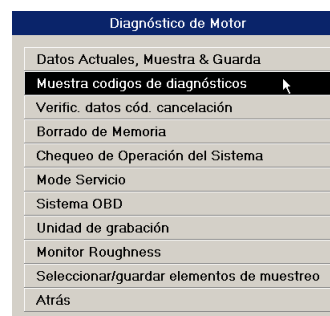 Diagnóstico de Motor
Datos Actuales, Muestra & Guarda
Muestra codigos de diagnósticos
Verific. datos cód. cancelación
Borrado de Memoria
Chequeo de Operación del Sistema
Mode Servicio
Sistema OBD
Unidad de grabación
Monitor Roughness
Seleccionar/guardar elementos de muestreo
Atrás